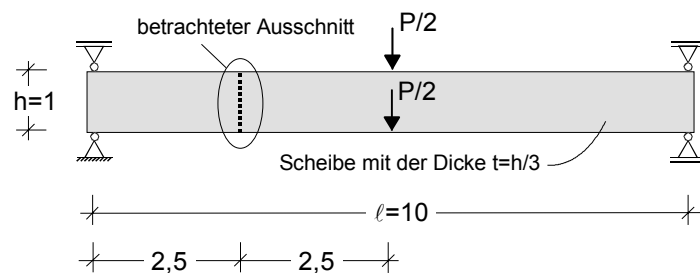 betrachteter Ausschnitt
P/2
h=1
P/2
Scheibe mit der Dicke t=h/3
ℓ=10
2,5
2,5